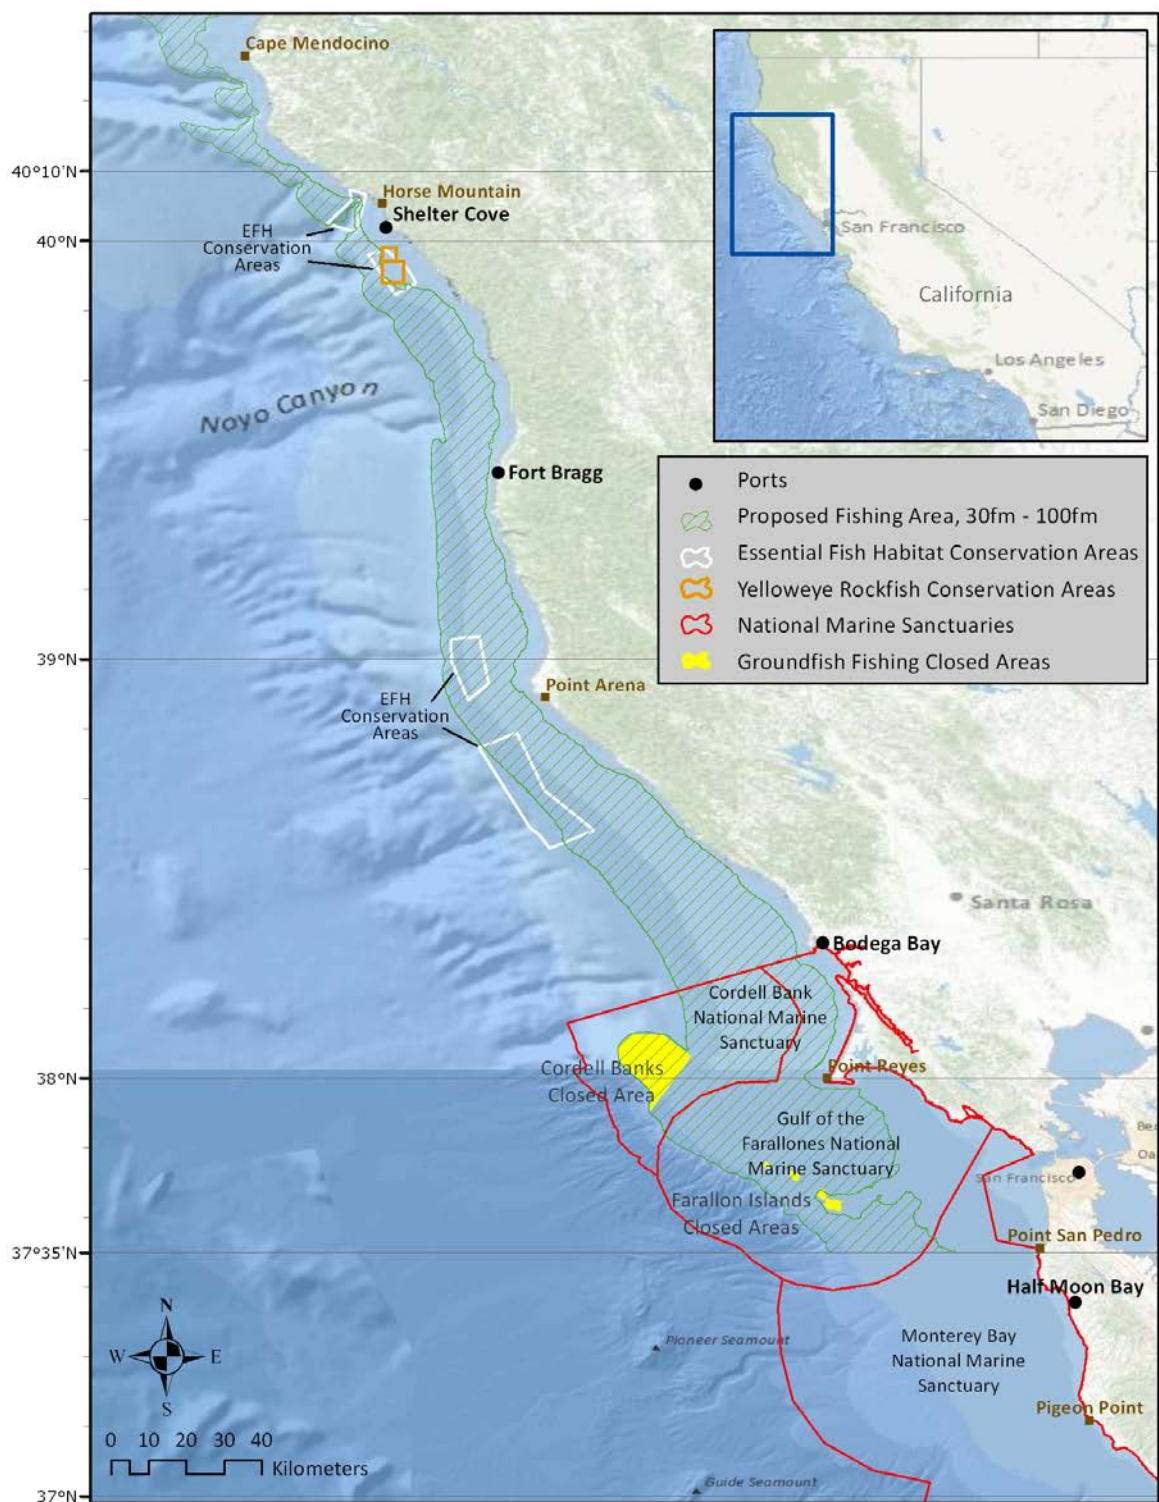 Cape Mendocino
40°10'N
Horse Mountain
Shelter Cove
EFH
Conservation
Areas
40°N
San Francisco
California
Los Angeles
San Diego
Noyo Canyon
Fort Bragg
Ports
Proposed Fishing Area, 30fm - 100fm
Essential Fish Habitat Conservation Areas
Yelloweye Rockfish Conservation Areas
National Marine Sanctuaries
Groundfish Fishing Closed Areas
39°N
Point Arena
EFH
Conservation
Areas
Santa Rosa
Bodega Bay
Cordell Bank
National Marine
Sanctuary
Cordell Banks
Closed Area
38°N
Point Reyes
Gulf of the
Farallones National
Marine Sanctuary
Be
Oa
San Francisco
Farallon Islands
Closed Areas
Point San Pedro
37°35'N
Half Moon Bay
N
W
E
S
Pioneer Seamount
Monterey Bay
National Marine
Sanctuary
Pigeon Point
0 10 20 30 40
Kilometers
Guide Seamount
37°N